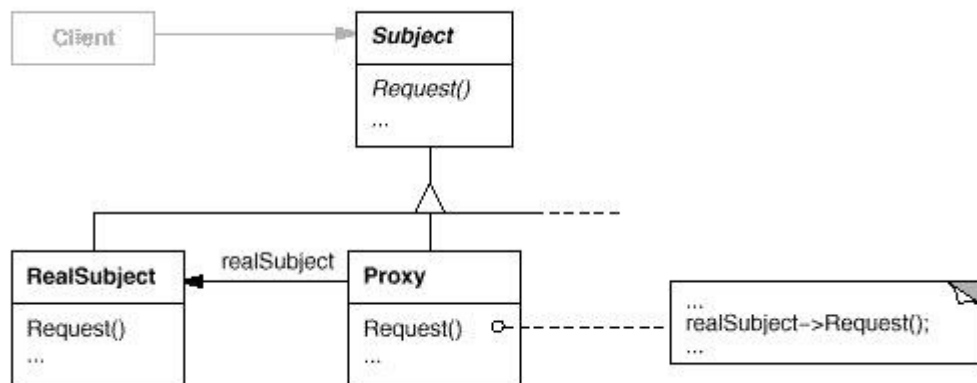 Client
Subject
Request()
...
realSubject
RealSubject
Request()
...
Proxy
Request()
...
...
realSubject->Request();
...